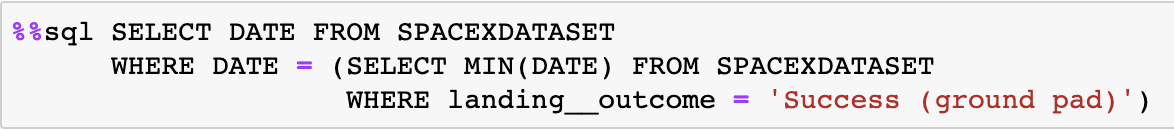 %%sql SELECT DATE FROM SPACEXDATASET
WHERE DATE = (SELECT MIN(DATE) FROM SPACEXDATASET
WHERE landing__outcome = 'Success (ground pad)')